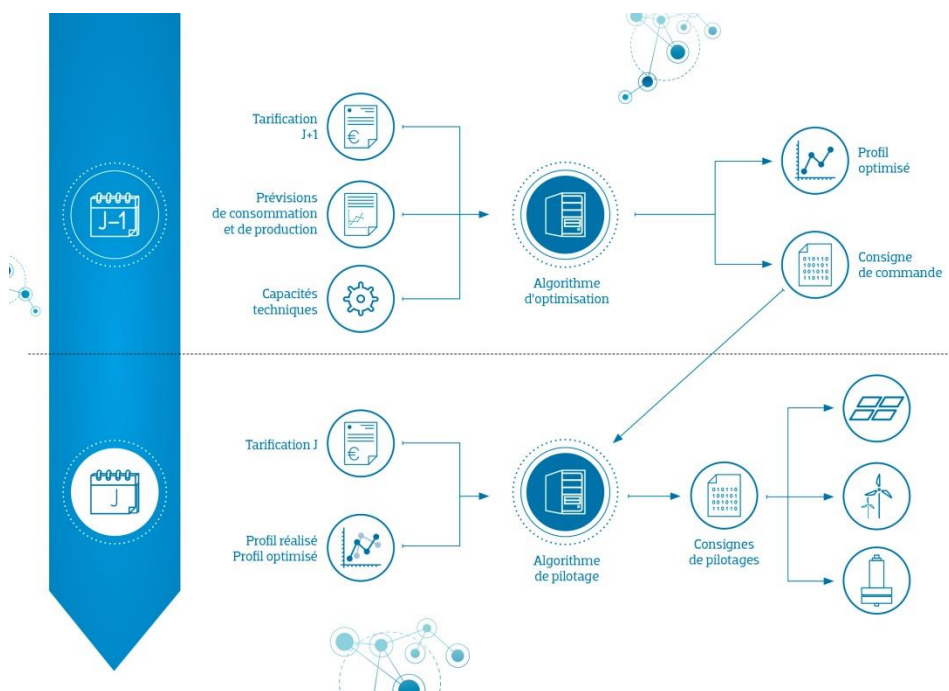 Tarification
J+1
J-1
Prévisions
de consommation
et de production
Capacités
techniques
Algorithme
d'optimisation
Profil
optimisé
010110
100101
001010
110110
Consigne
de commande
Tarification J
€
J
Profil réalisé
Profil optimisé
Algorithme
de pilotage
010110
100101
001010
110110
Consignes
de pilotages